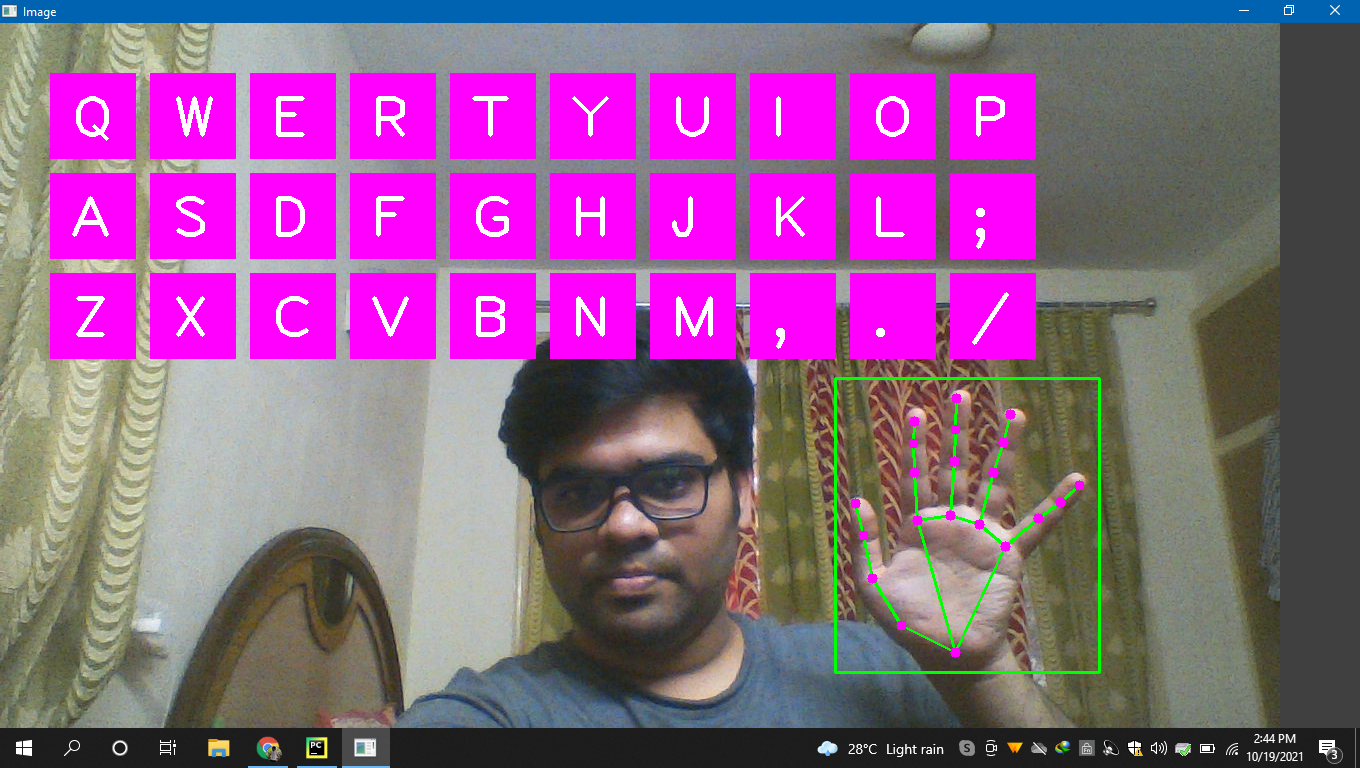 Image
Q W E R T Y U I O P
A S D F G H J K L ;
Z X C V B N M , . /
PC
28°C Light rain
2:44 PM
10/19/2021
3